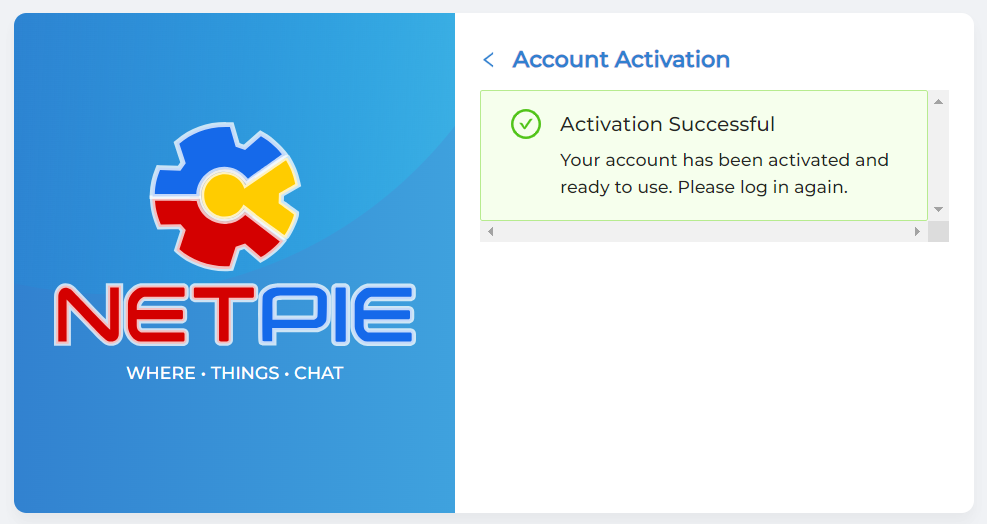 NETPIE
WHERE • THINGS • CHAT
Account Activation
Activation Successful
Your account has been activated and
ready to use. Please log in again.